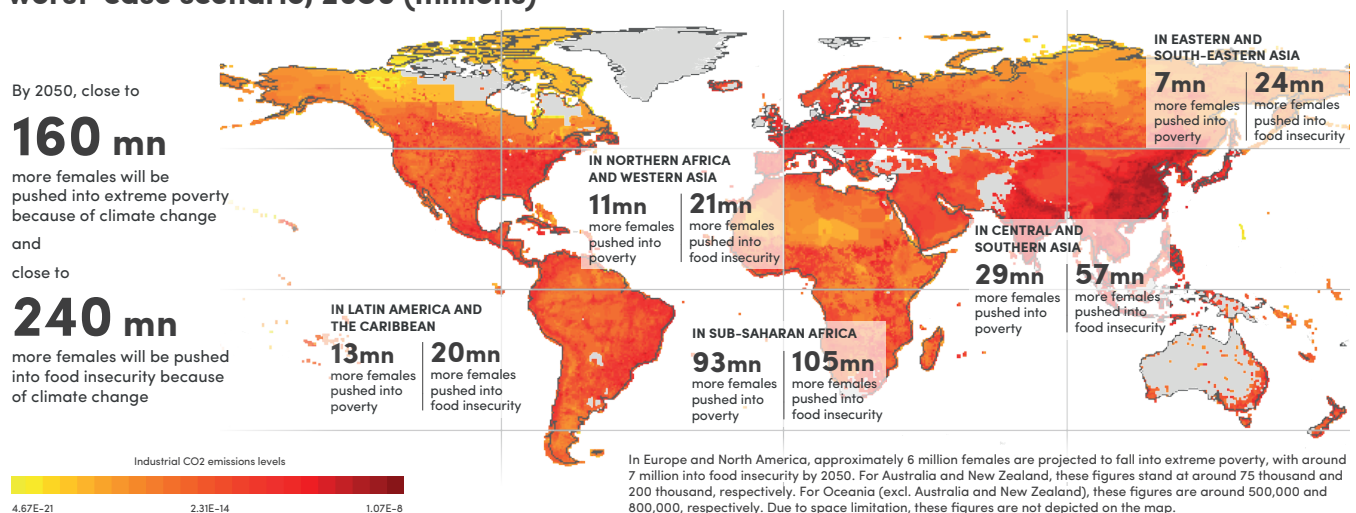 By 2050, close to
160 mn
more females will be
pushed into extreme poverty
because of climate change
and
close to
240 mn
more females will be pushed
into food insecurity because
of climate change
IN LATIN AMERICA AND
THE CARIBBEAN
13mn
more females
pushed into
poverty
20mn
more females
pushed into
food insecurity
IN NORTHERN AFRICA
AND WESTERN ASIA
11mn
more females
pushed into
poverty
21mn
more females
pushed into
food insecurity
IN SUB-SAHARAN AFRICA
93mn
more females
pushed into
poverty
105mn
more females
pushed into
food insecurity
IN CENTRAL AND
SOUTHERN ASIA
29mn
more females
pushed into
poverty
57mn
more females
pushed into
food insecurity
IN EASTERN AND
SOUTH-EASTERN ASIA
7mn
more females
pushed into
poverty
24mn
more females
pushed into
food insecurity
Industrial CO2 emissions levels
4.67E-21
2.31E-14
1.07E-8
In Europe and North America, approximately 6 million females are projected to fall into extreme poverty, with around
7 million into food insecurity by 2050. For Australia and New Zealand, these figures stand at around 75 thousand and
200 thousand, respectively. For Oceania (excl. Australia and New Zealand), these figures are around 500,000 and
800,000, respectively. Due to space limitation, these figures are not depicted on the map.